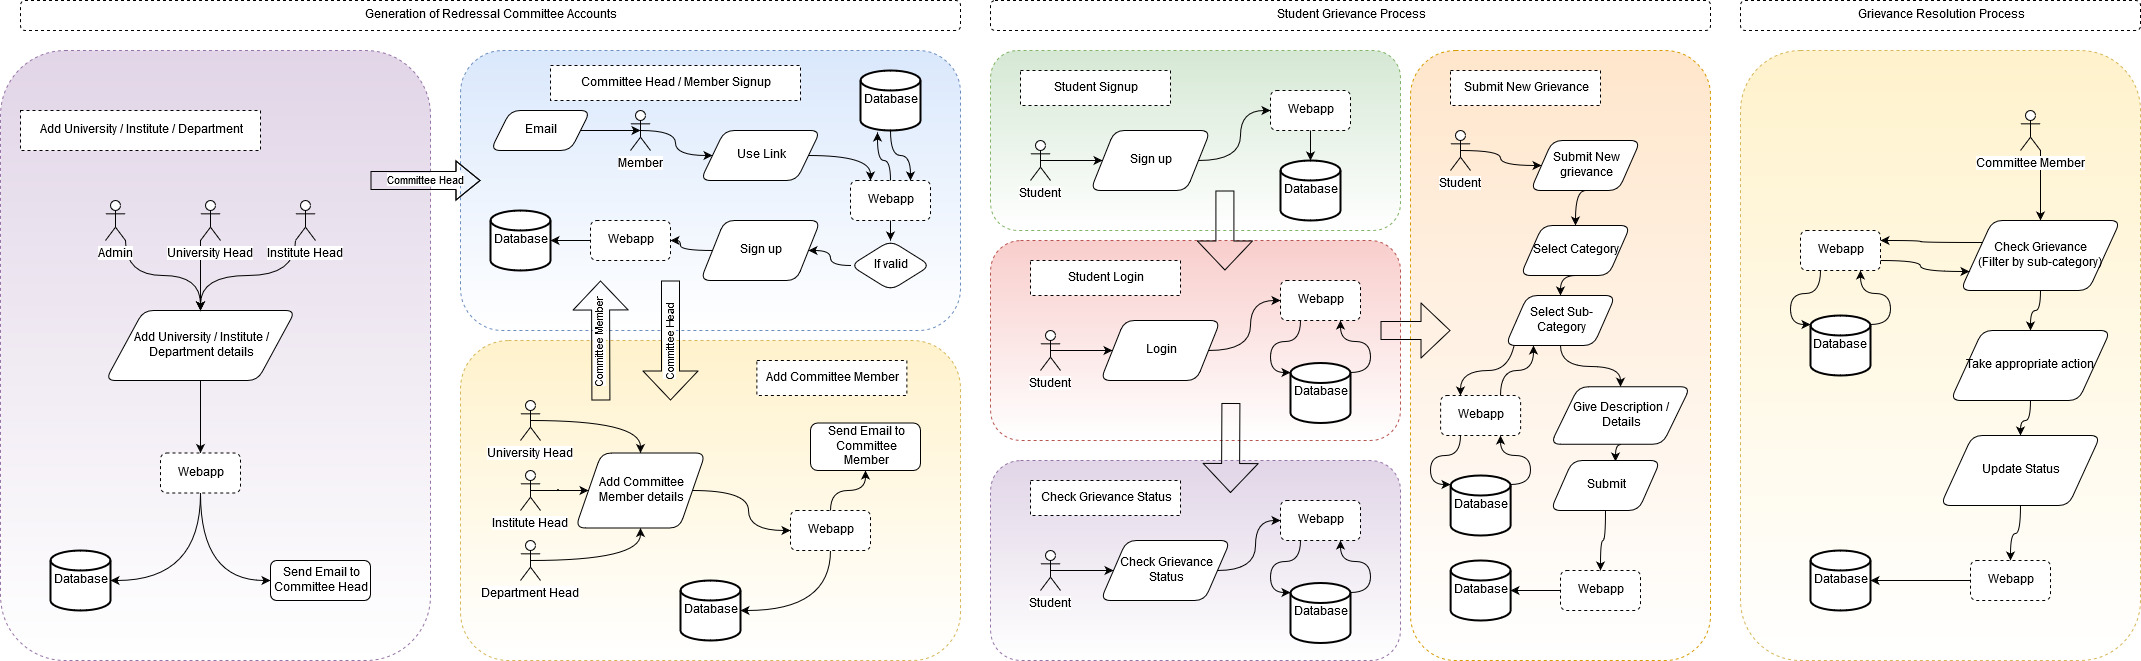 Generation of Redressal Committee Accounts
Student Grievance Process
Grievance Resolution Process
Add University / Institute / Department
Admin
University Head
Institute Head
Add University / Institute /
Department details
Webapp
Database
Send Email to
Committee Head
Committee Head
Committee Head / Member Signup
Email
Member
Use Link
Database
Webapp
If valid
Sign up
Webapp
Database
Committee Member
Committee Head
Add Committee Member
University Head
Institute Head
Department Head
Add Committee
Member details
Send Email to
Committee
Member
Webapp
Database
Student Signup
Student
Sign up
Webapp
Database
Student Login
Student
Login
Webapp
Database
Check Grievance Status
Student
Check Grievance
Status
Webapp
Database
Submit New Grievance
Student
Submit New
grievance
Select Category
Select Sub-
Category
Webapp
Database
Give Description /
Details
Submit
Webapp
Database
Committee Member
Check Grievance
(Filter by sub-category)
Webapp
Database
Take appropriate action
Update Status
Webapp
Database